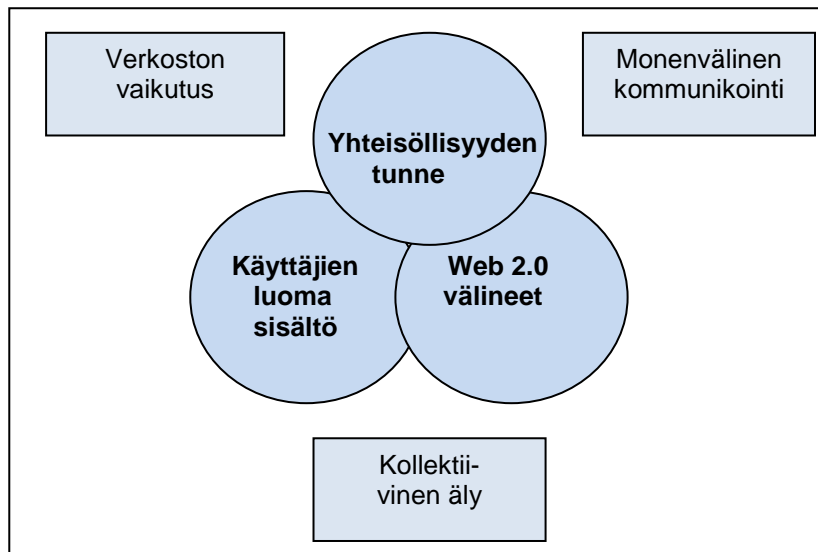 Verkoston
vaikutus
Monenvälinen
kommunikointi
Yhteisöllisyyden
tunne
Käyttäjien
luoma
sisältö
Web 2.0
välineet
Kollektii-
vinen äly